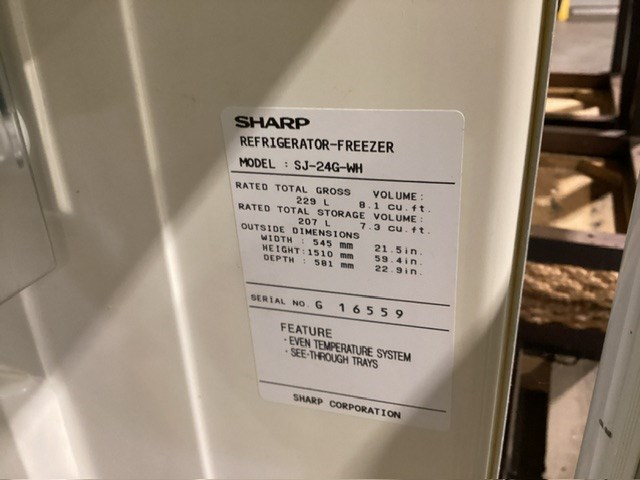 SHARP
REFRIGERATOR-FREEZER
MODEL : SJ-24G-WH
RATED TOTAL GROSS VOLUME:
229 L 8.1 cu.ft.
RATED TOTAL STORAGE VOLUME:
207 L 7.3 cu.ft.
OUTSIDE DIMENSIONS
WIDTH : 545 mm 21.5in.
HEIGHT:1510 mm 59.4in.
DEPTH : 581 mm 22.9in.
SERIAL NO. G 16559
FEATURE
·EVEN TEMPERATURE SYSTEM
·SEE-THROUGH TRAYS
SHARP CORPORATION